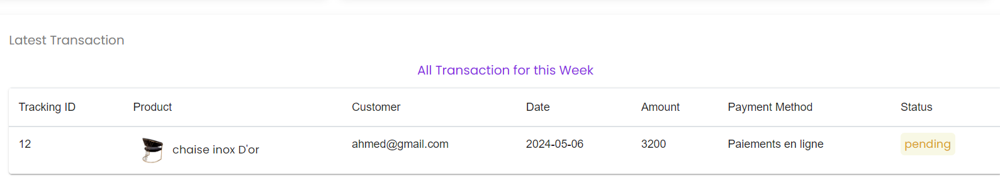 Latest Transaction
All Transaction for this Week
Tracking ID Product Customer Date Amount Payment Method Status
12 chaise inox D'or ahmed@gmail.com 2024-05-06 3200 Paiements en ligne pending